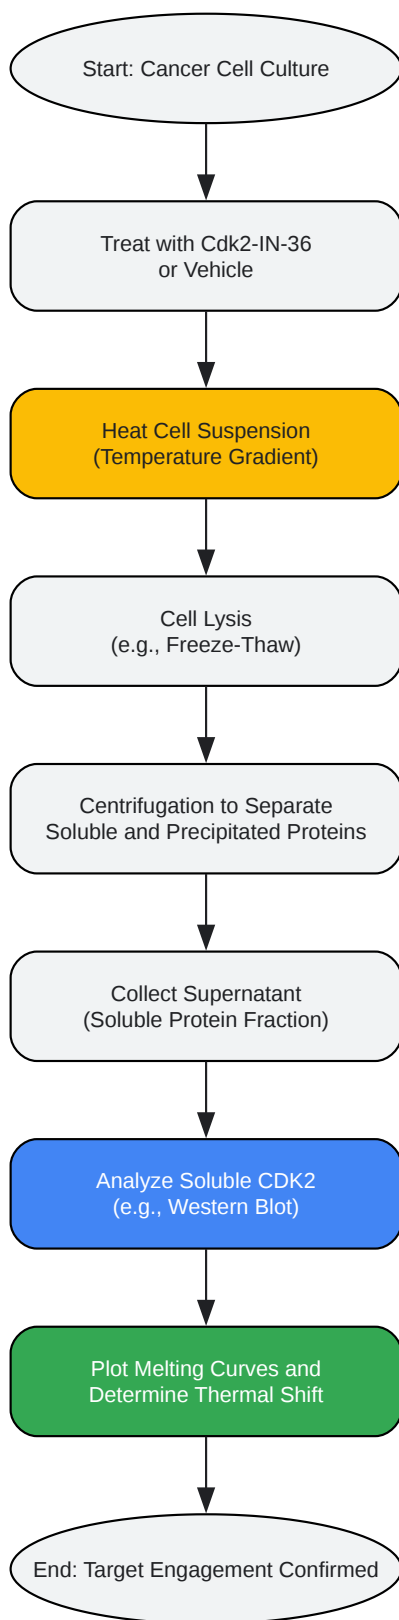 Start: Cancer Cell Culture
Treat with Cdk2-IN-36
or Vehicle
Heat Cell Suspension
(Temperature Gradient)
Cell Lysis
(e.g., Freeze-Thaw)
Centrifugation to Separate
Soluble and Precipitated Proteins
Collect Supernatant
(Soluble Protein Fraction)
Analyze Soluble CDK2
(e.g., Western Blot)
Plot Melting Curves and
Determine Thermal Shift
End: Target Engagement Confirmed